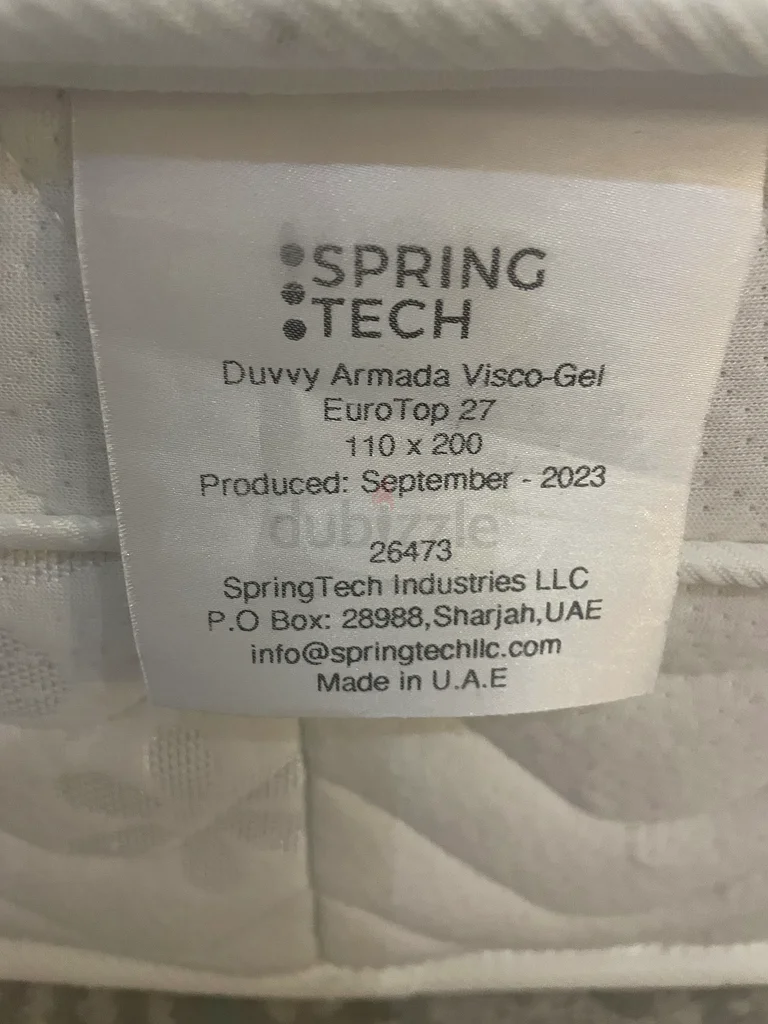 SPRING
TECH
Duvvy Armada Visco-Gel
EuroTop 27
110 x 200
Produced: September - 2023
dubizzle
26473
SpringTech Industries LLC
P.O Box: 28988,Sharjah,UAE
info@springtechllc.com
Made in U.A.E